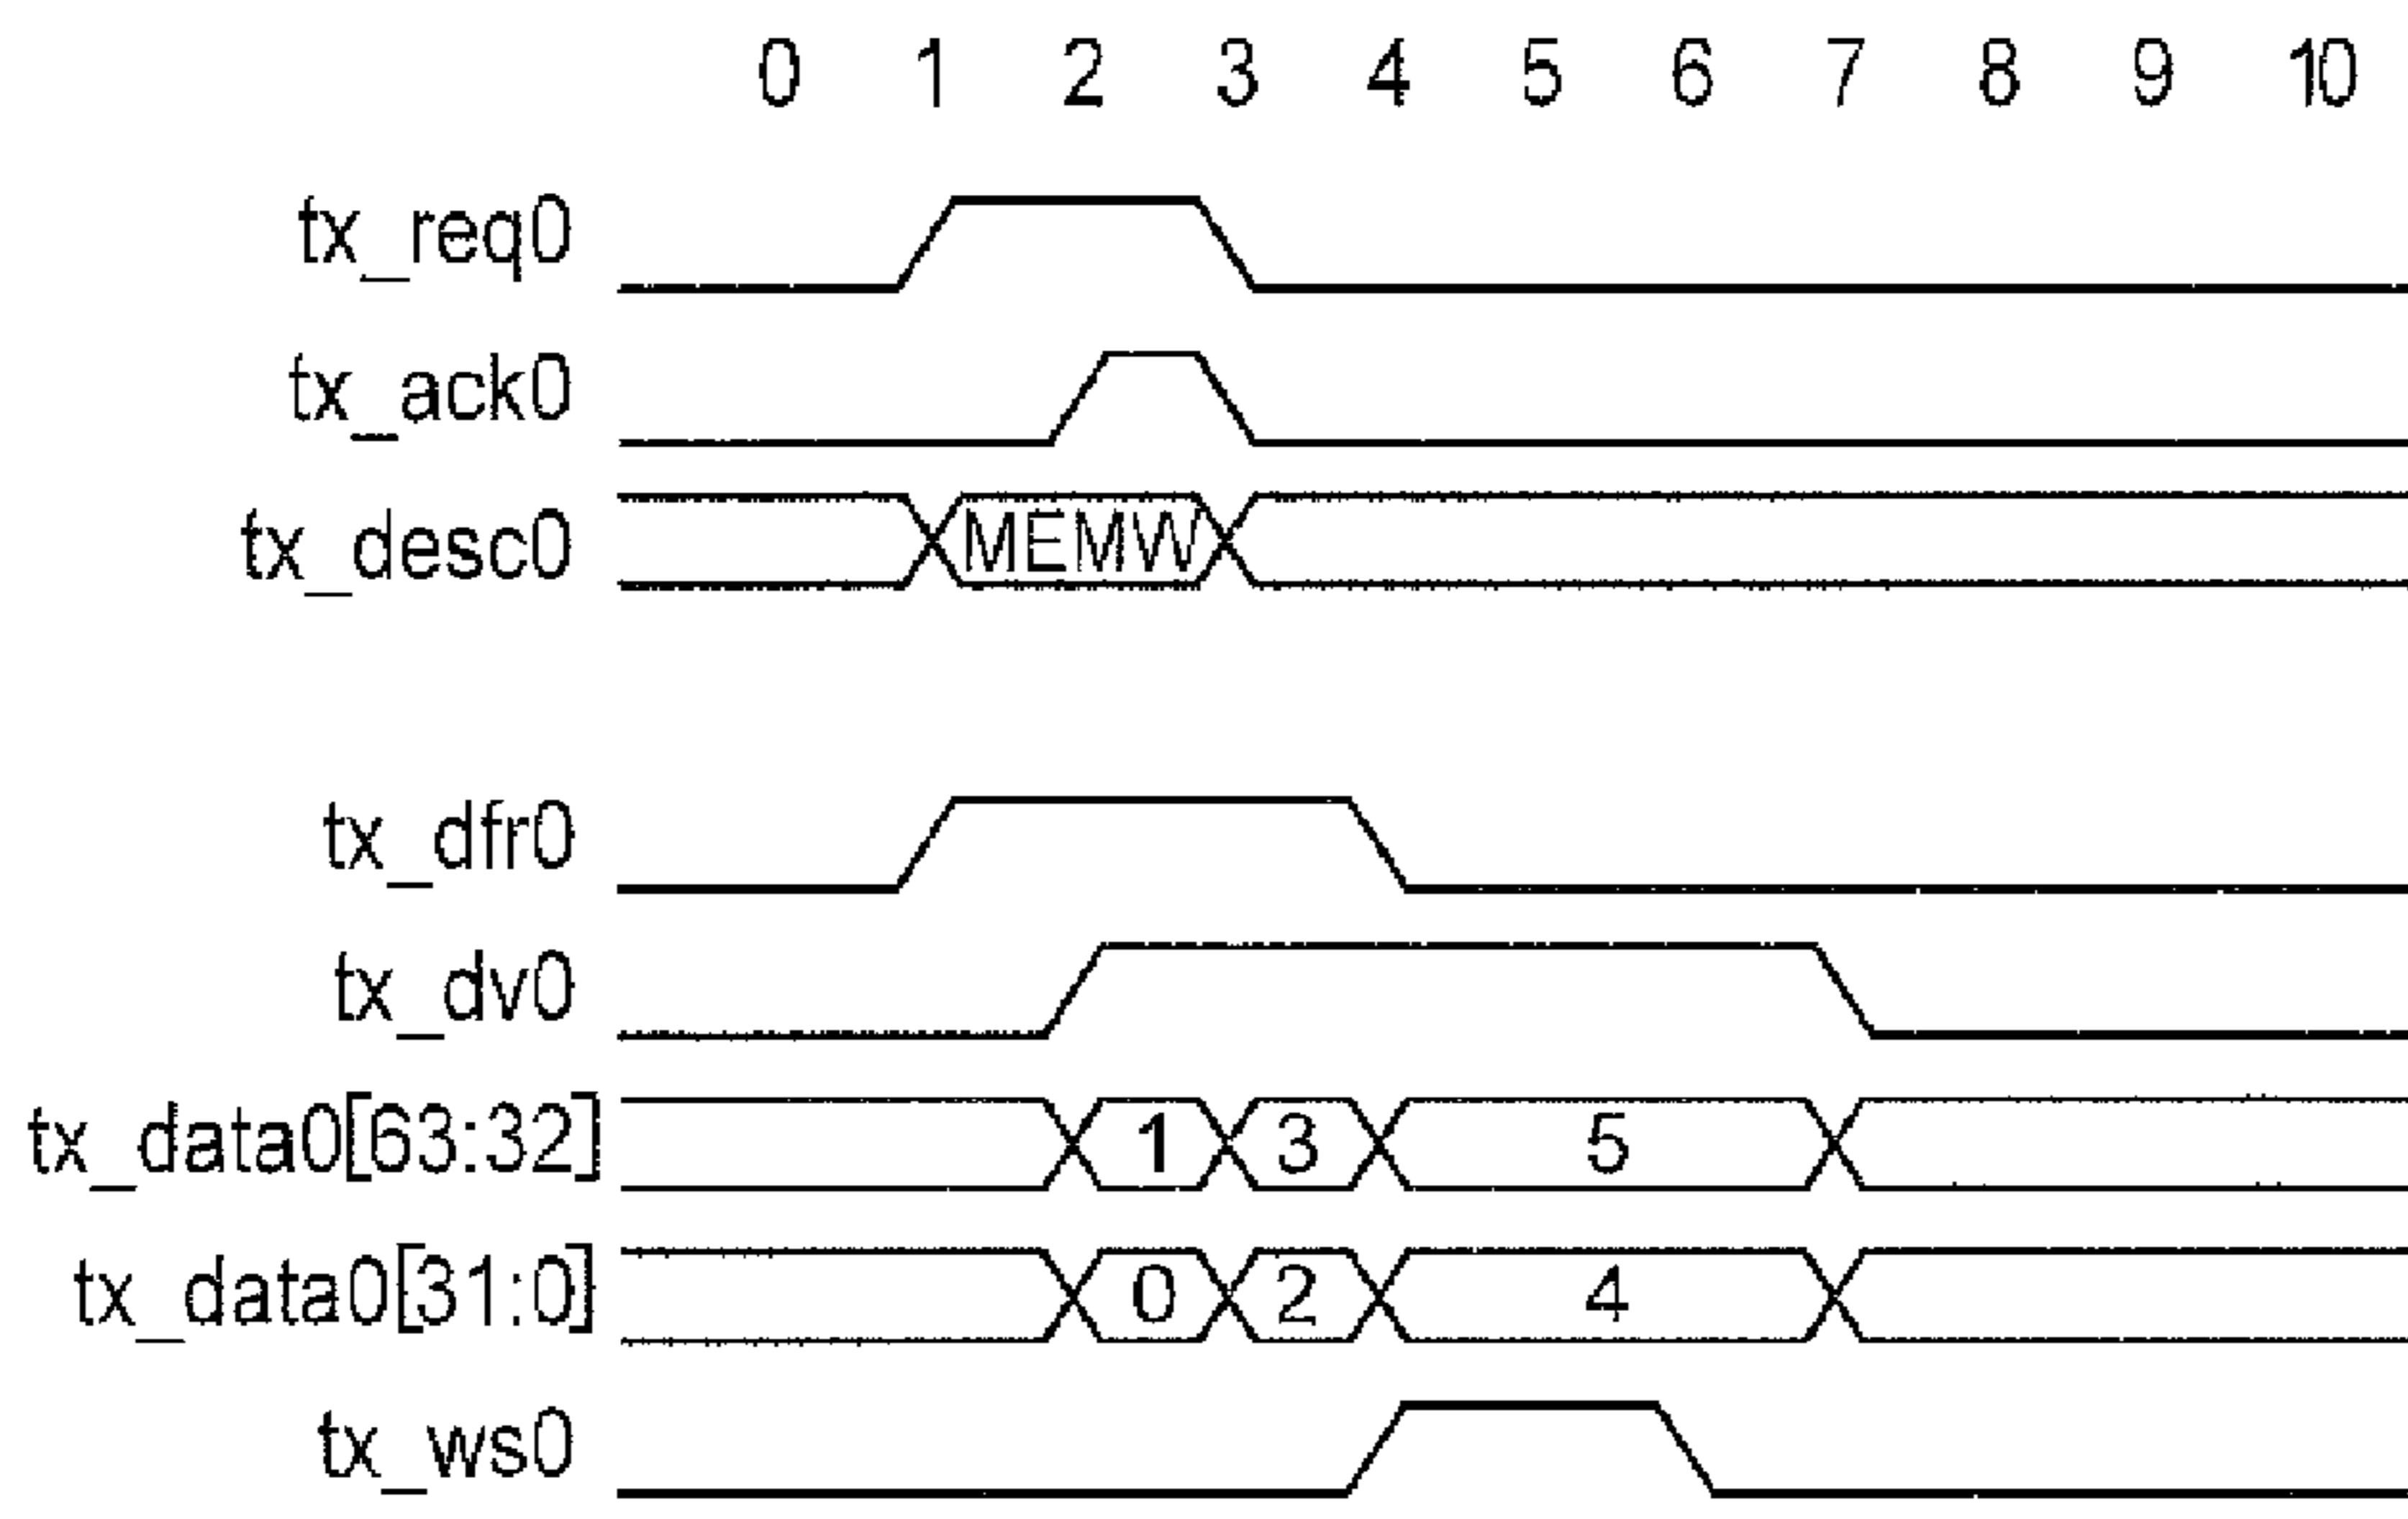 0 1 2 3 4 5 6 7 8 9 10
tx_req0
tx_ack0
tx_desc0 MEMW
tx_dfr0
tx_dv0
tx_data0[63:32] 1 3 5
tx_data0[31:0] 0 2 4
tx_ws0